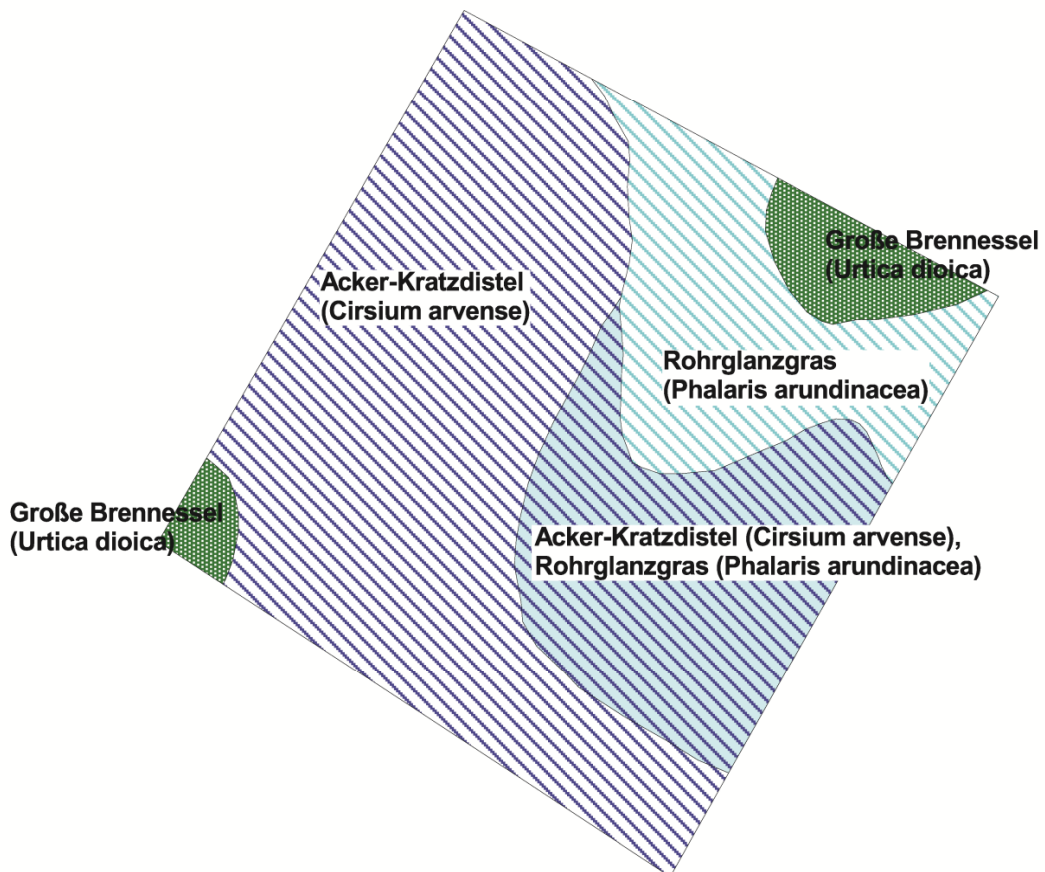 Große Brennessel
(Urtica dioica)
Acker-Kratzdistel
(Cirsium arvense)
Rohrglanzgras
(Phalaris arundinacea)
Große Brennessel
(Urtica dioica)
Acker-Kratzdistel (Cirsium arvense),
Rohrglanzgras (Phalaris arundinacea)